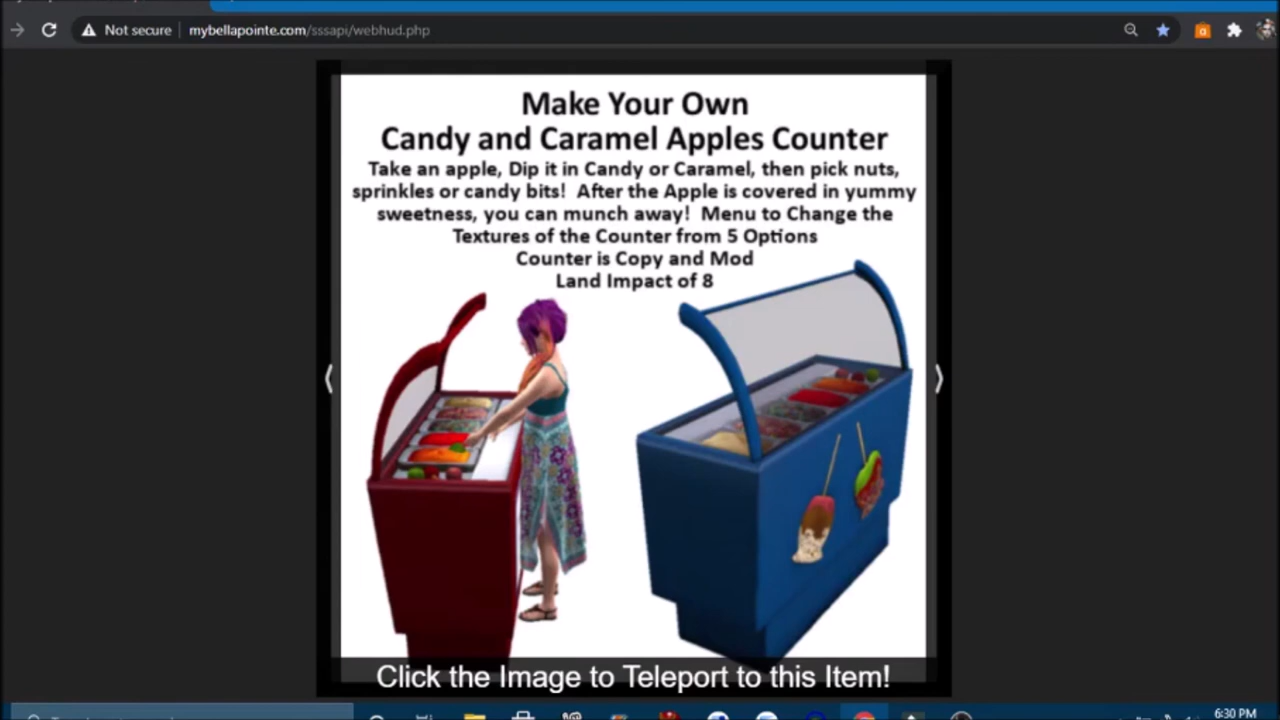 Not secure mybellapointe.com/sssapi/webhud.php
Make Your Own
Candy and Caramel Apples Counter
Take an apple, Dip it in Candy or Caramel, then pick nuts,
sprinkles or candy bits! After the Apple is covered in yummy
sweetness, you can munch away! Menu to Change the
Textures of the Counter from 5 Options
Counter is Copy and Mod
Land Impact of 8
Click the Image to Teleport to this Item!
6:30 PM